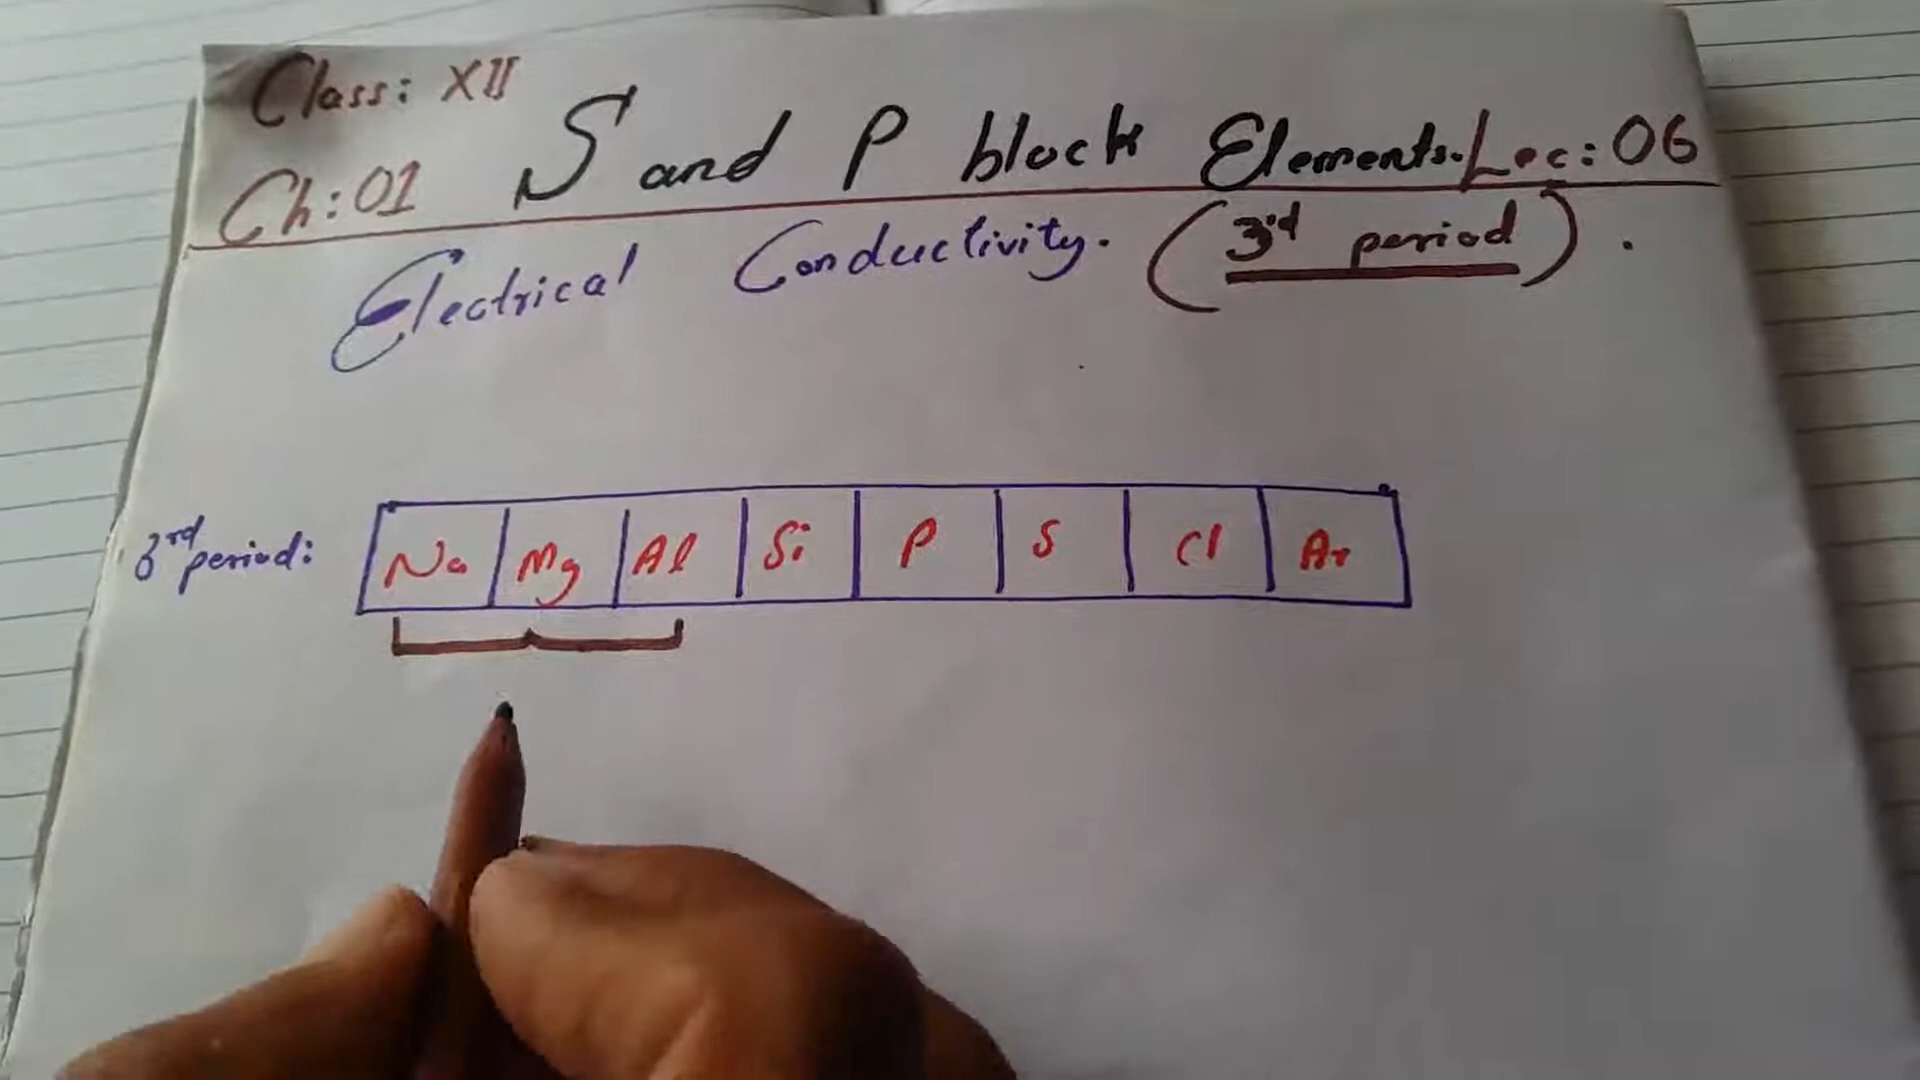 Class: XII
Ch: 01 S and P block Elements. Lec: 06
Electrical Conductivity. (3rd period).
3rd period: Na Mg Al Si P S Cl Ar